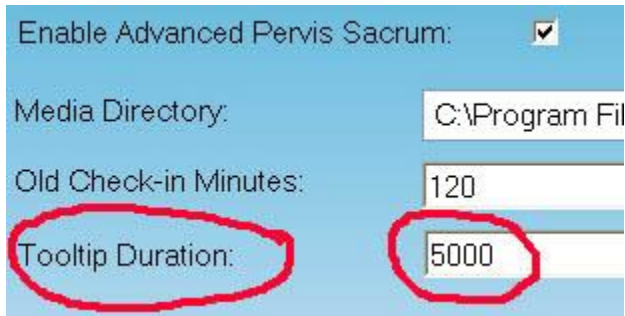 Enable Advanced Pervis Sacrum:
Media Directory: C:\Program Fil
Old Check-in Minutes: 120
Tooltip Duration: 5000